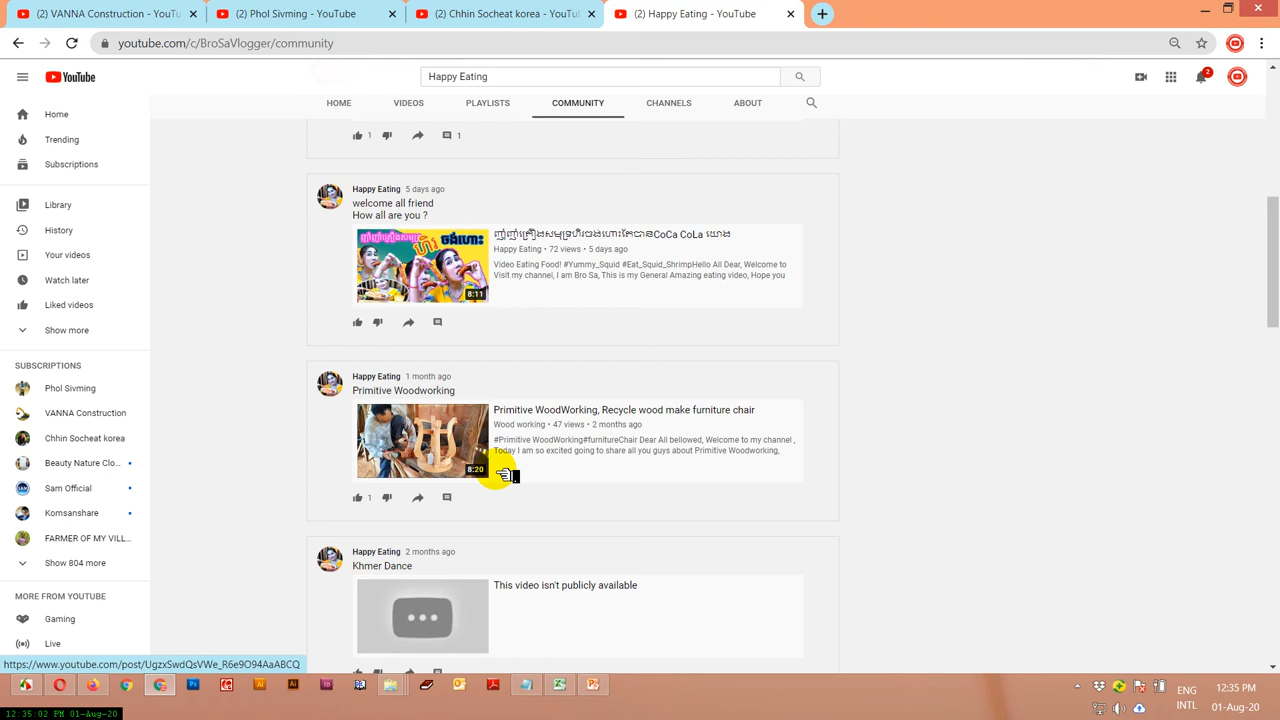 (2) VANNA Construction - YouTu
(2) Phol Sivming - YouTube
(2) Chhin Socheat korea - YouTub
(2) Happy Eating - YouTube
youtube.com/c/BroSaVlogger/community
YouTube
Happy Eating
2
HOME VIDEOS PLAYLISTS COMMUNITY CHANNELS ABOUT
Home
Trending
Subscriptions
Library
History
Your videos
Watch later
Liked videos
Show more
SUBSCRIPTIONS
Phol Sivming
VANNA Construction
Chhin Socheat korea
Beauty Nature Clo...
SAM Official
Komsanshare
FARMER OF MY VILL...
Show 804 more
MORE FROM YOUTUBE
Gaming
Live
1 1
Happy Eating 5 days ago
welcome all friend
How all are you ?
8:11
CoCa CoLa
Happy Eating • 72 views • 5 days ago
Video Eating Food! #Yummy_Squid #Eat_Squid_ShrimpHello All Dear, Welcome to
Visit my channel, I am Bro Sa, This is my General Amazing eating video, Hope you
Happy Eating 1 month ago
Primitive Woodworking
8:20
Primitive WoodWorking, Recycle wood make furniture chair
Wood working • 47 views • 2 months ago
#Primitive WoodWorking#furnitureChair Dear All bellowed, Welcome to my channel ,
Today I am so excited going to share all you guys about Primitive Woodworking,
1
Happy Eating 2 months ago
Khmer Dance
This video isn't publicly available
https://www.youtube.com/post/UgzxSwdQsVWe_R6e9O94AaABCQ
ENG
INTL
12:35 PM
01-Aug-20
12:35:02 PM 01-Aug-20